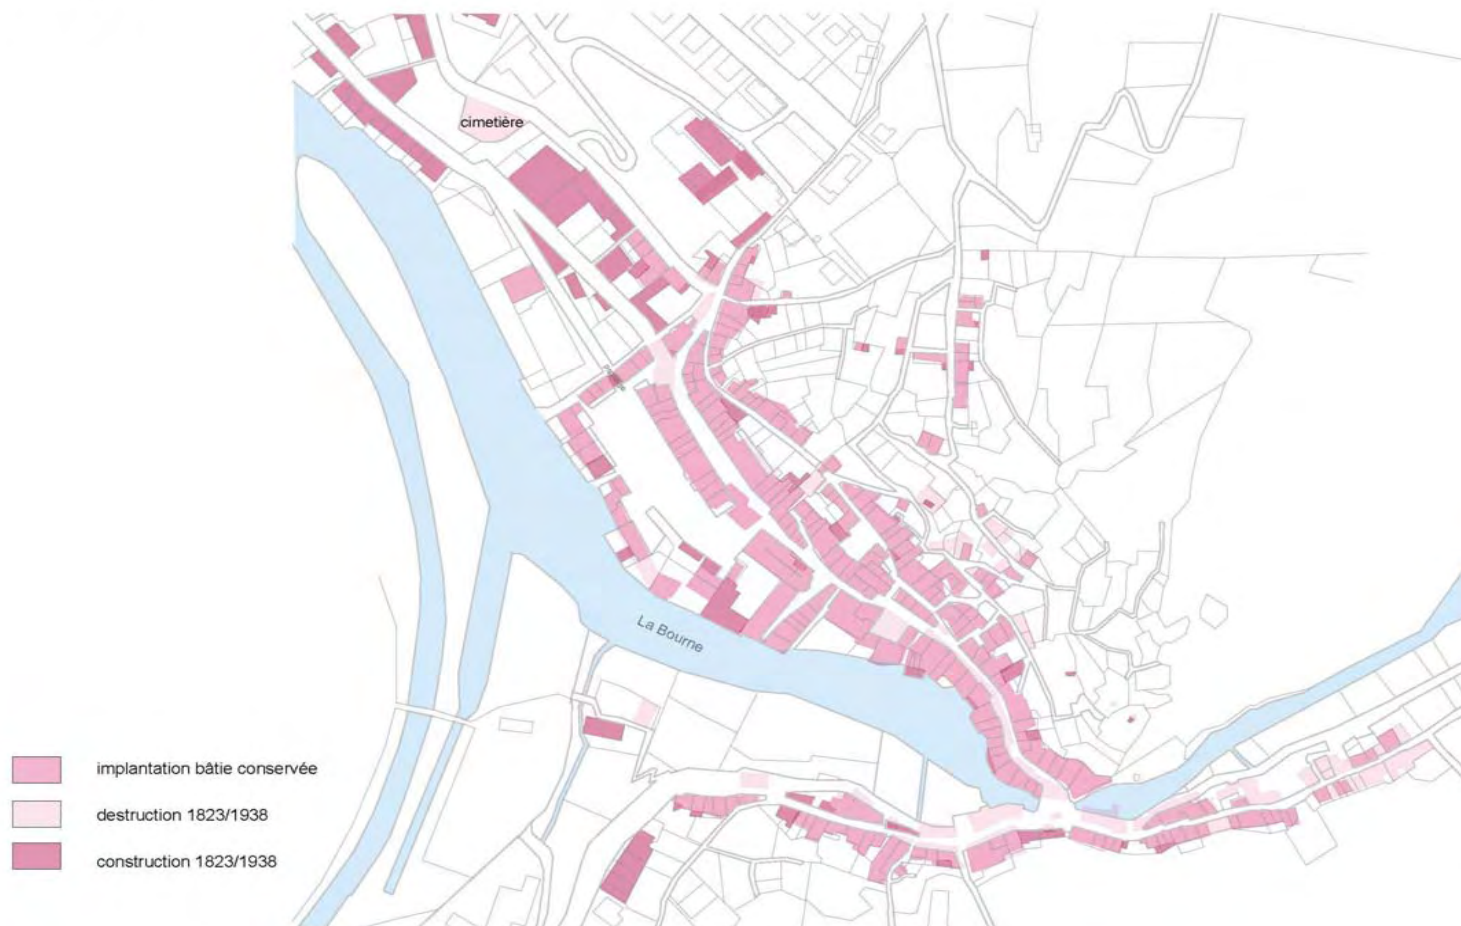 cimetière
La Bourne
implantation bâtie conservée
destruction 1823/1938
construction 1823/1938